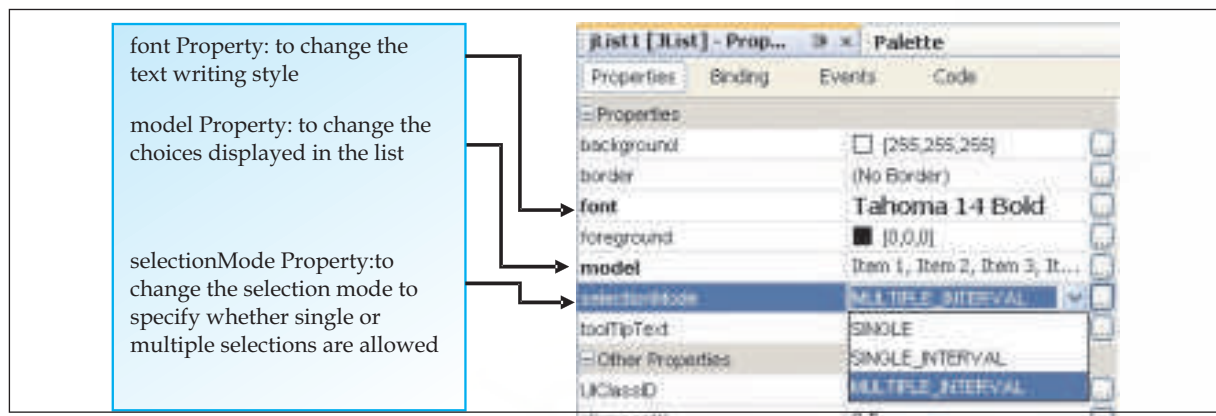 font Property: to change the
text writing style
model Property: to change the
choices displayed in the list
selectionMode Property:to
change the selection mode to
specify whether single or
multiple selections are allowed
jList1 [JList] - Prop...
Palette
Properties Binding Events Code
Properties
background [255,255,255]
border (No Border)
font Tahoma 14 Bold
foreground [0,0,0]
model Item 1, Item 2, Item 3, It...
selectionMode MULTIPLE_INTERVAL
toolTipText SINGLE
Other Properties SINGLE_INTERVAL
UIClassID MULTIPLE_INTERVAL